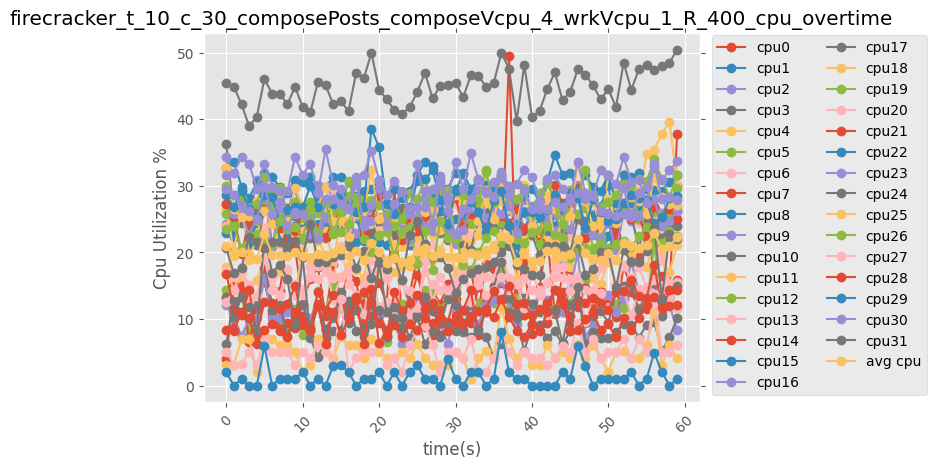 firecracker_t_10_c_30_composePosts_composeVcpu_4_wrkVcpu_1_R_400_cpu_overtime
50
40
30
20
10
0
Cpu Utilization %
0
10
20
30
40
50
60
time(s)
cpu0
cpu1
cpu2
cpu3
cpu4
cpu5
cpu6
cpu7
cpu8
cpu9
cpu10
cpu11
cpu12
cpu13
cpu14
cpu15
cpu16
cpu17
cpu18
cpu19
cpu20
cpu21
cpu22
cpu23
cpu24
cpu25
cpu26
cpu27
cpu28
cpu29
cpu30
cpu31
avg cpu